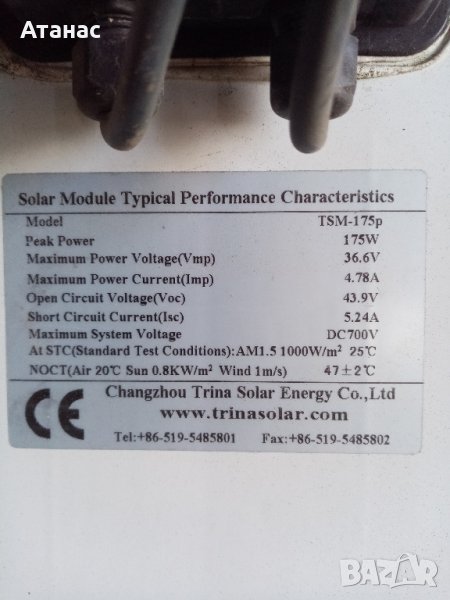 Атанас
Solar Module Typical Performance Characteristics
Model TSM-175p
Peak Power 175W
Maximum Power Voltage(Vmp) 36.6V
Maximum Power Current(Imp) 4.78A
Open Circuit Voltage(Voc) 43.9V
Short Circuit Current(Isc) 5.24A
Maximum System Voltage DC700V
At STC(Standard Test Conditions):AM1.5 1000W/m² 25℃
NOCT(Air 20℃ Sun 0.8KW/m² Wind 1m/s) 47±2℃
CE
Changzhou Trina Solar Energy Co.,Ltd
www.trinasolar.com
Tel:+86-519-5485801 Fax:+86-519-5485802
BAZAR